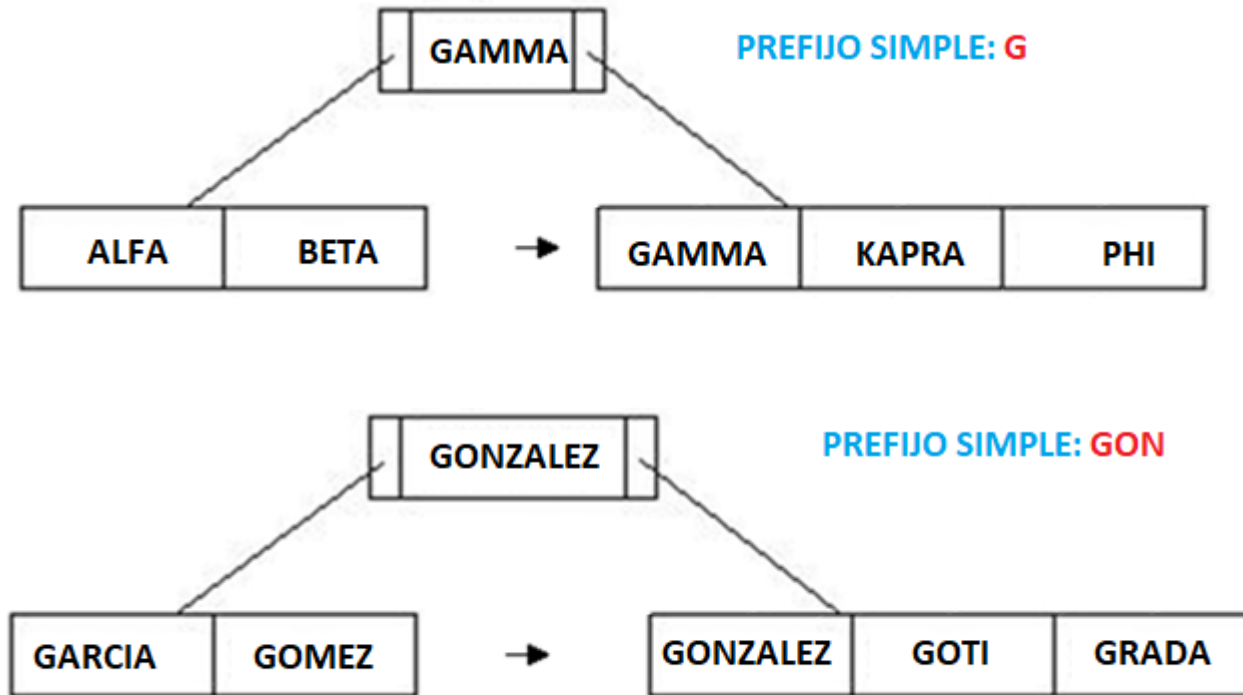 GAMMA PREFIJO SIMPLE: G
ALFA BETA GAMMA KAPRA PHI
GONZALEZ PREFIJO SIMPLE: GON
GARCIA GOMEZ GONZALEZ GOTI GRADA